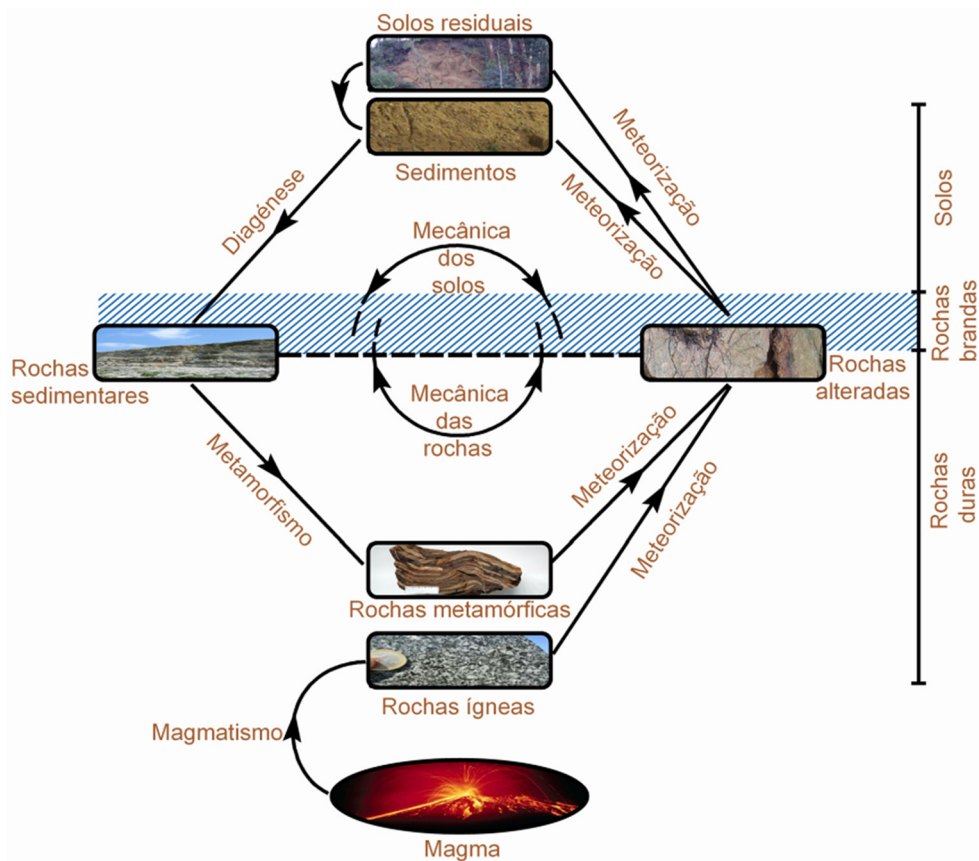 Solos residuais
Sedimentos
Meteorização
Meteorização
Diagénese
Mecânica
dos
solos
Solos
Rochas
brandas
Rochas
sedimentares
Rochas
alteradas
Mecânica
das
rochas
Metamorfismo
Meteorização
Meteorização
Rochas
duras
Rochas metamórficas
Rochas ígneas
Magmatismo
Magma